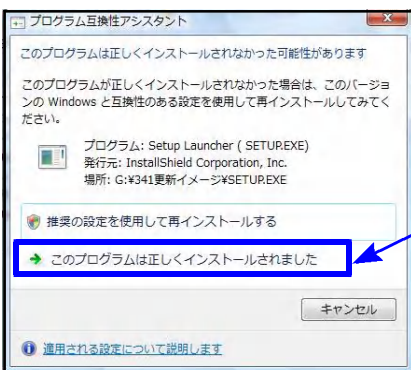 プログラム互換性アシスタント
このプログラムは正しくインストールされなかった可能性があります
このプログラムが正しくインストールされなかった場合は、このバージョ
ンの Windows と互換性のある設定を使用して再インストールしてみてく
ださい。
プログラム: Setup Launcher ( SETUP.EXE)
発行元: InstallShield Corporation, Inc.
場所: G:¥341更新イメージ¥SETUP.EXE
推奨の設定を使用して再インストールする
このプログラムは正しくインストールされました
キャンセル
適用される設定について説明します